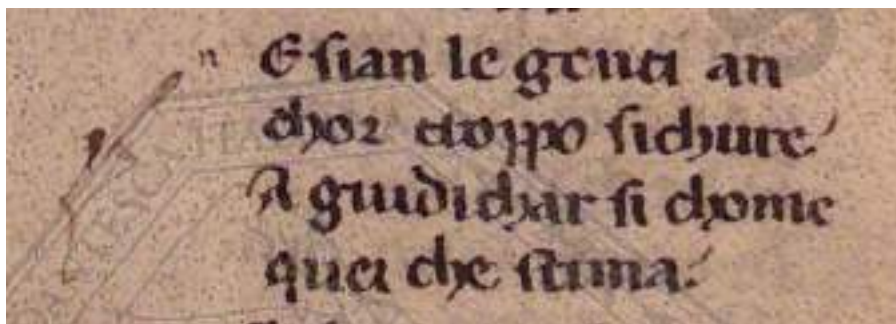 n E sian le genti an
chor troppo sichure
A giudichar si chome
quei che stima